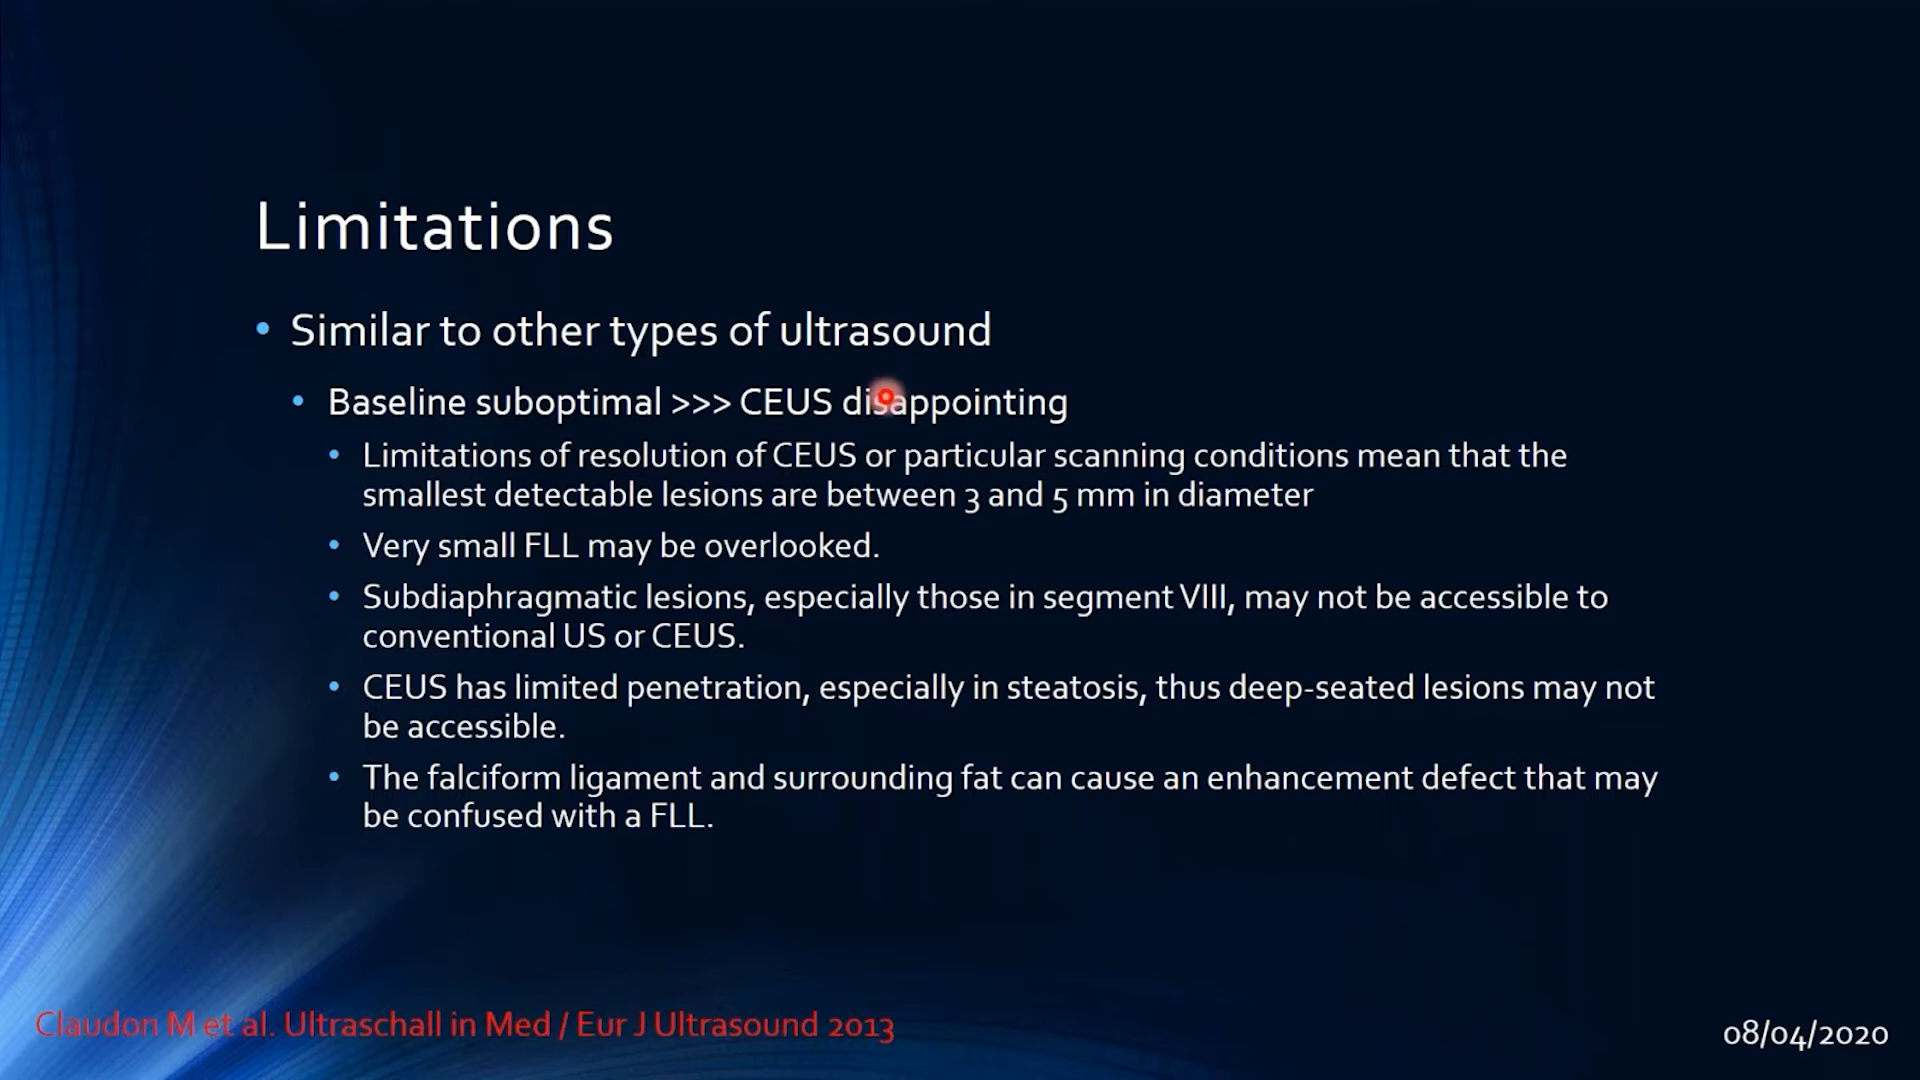 Limitations
• Similar to other types of ultrasound
• Baseline suboptimal >>> CEUS disappointing
• Limitations of resolution of CEUS or particular scanning conditions mean that the
smallest detectable lesions are between 3 and 5 mm in diameter
• Very small FLL may be overlooked.
• Subdiaphragmatic lesions, especially those in segment VIII, may not be accessible to
conventional US or CEUS.
• CEUS has limited penetration, especially in steatosis, thus deep-seated lesions may not
be accessible.
• The falciform ligament and surrounding fat can cause an enhancement defect that may
be confused with a FLL.
Claudon M et al. Ultraschall in Med / Eur J Ultrasound 2013
08/04/2020